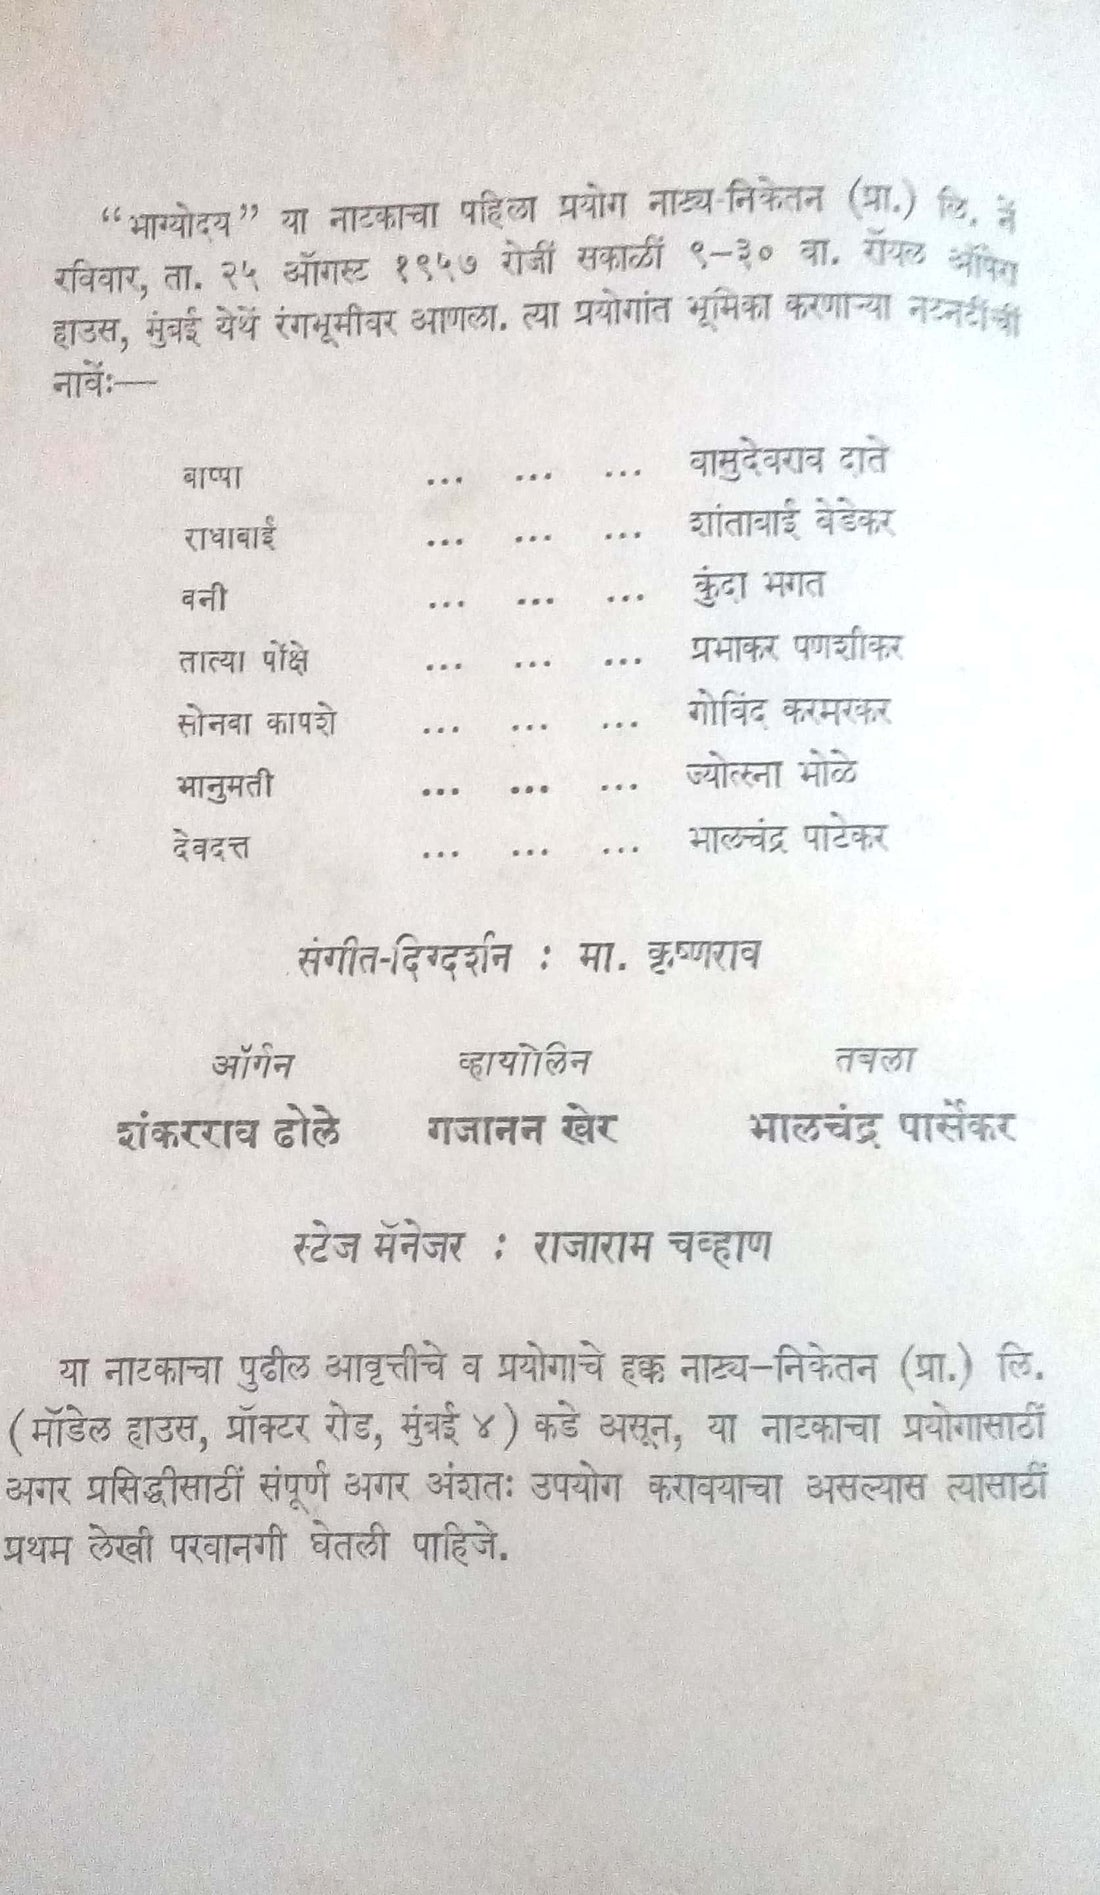 “भाग्योदय” या नाटकाचा पहिला प्रयोग नाट्य-निकेतन (प्रा.) लि. नें
रविवार, ता. २५ ऑगस्ट १९५७ रोजीं सकाळीं ९–३० वा. रॉयल ऑपेरा
हाउस, मुंबई येथें रंगभूमीवर आणला. त्या प्रयोगांत भूमिका करणाऱ्या नटनटींचीं
नावें:—
बाप्पा ... ... ... वासुदेवराव दाते
राधाबाई ... ... ... शांताबाई बेडेकर
बनी ... ... ... कुंदा भगत
तात्या पोंक्षे ... ... ... प्रभाकर पणशीकर
सोनबा कापशे ... ... ... गोविंद करमरकर
भानुमती ... ... ... ज्योत्स्ना भोळे
देवदत्त ... ... ... भालचंद्र पाटेकर
संगीत-दिग्दर्शन : मा. कृष्णराव
ऑर्गन व्हायोलिन तबला
शंकरराव ढोले गजानन खेर भालचंद्र पार्सेकर
स्टेज मॅनेजर : राजाराम चव्हाण
या नाटकाचा पुढील आवृत्तीचे व प्रयोगाचे हक्क नाट्य–निकेतन (प्रा.) लि.
(मॉडेल हाउस, प्रॉक्टर रोड, मुंबई ४) कडे असून, या नाटकाचा प्रयोगासाठीं
अगर प्रसिद्धीसाठीं संपूर्ण अगर अंशतः उपयोग करावयाचा असल्यास त्यासाठीं
प्रथम लेखी परवानगी घेतली पाहिजे.